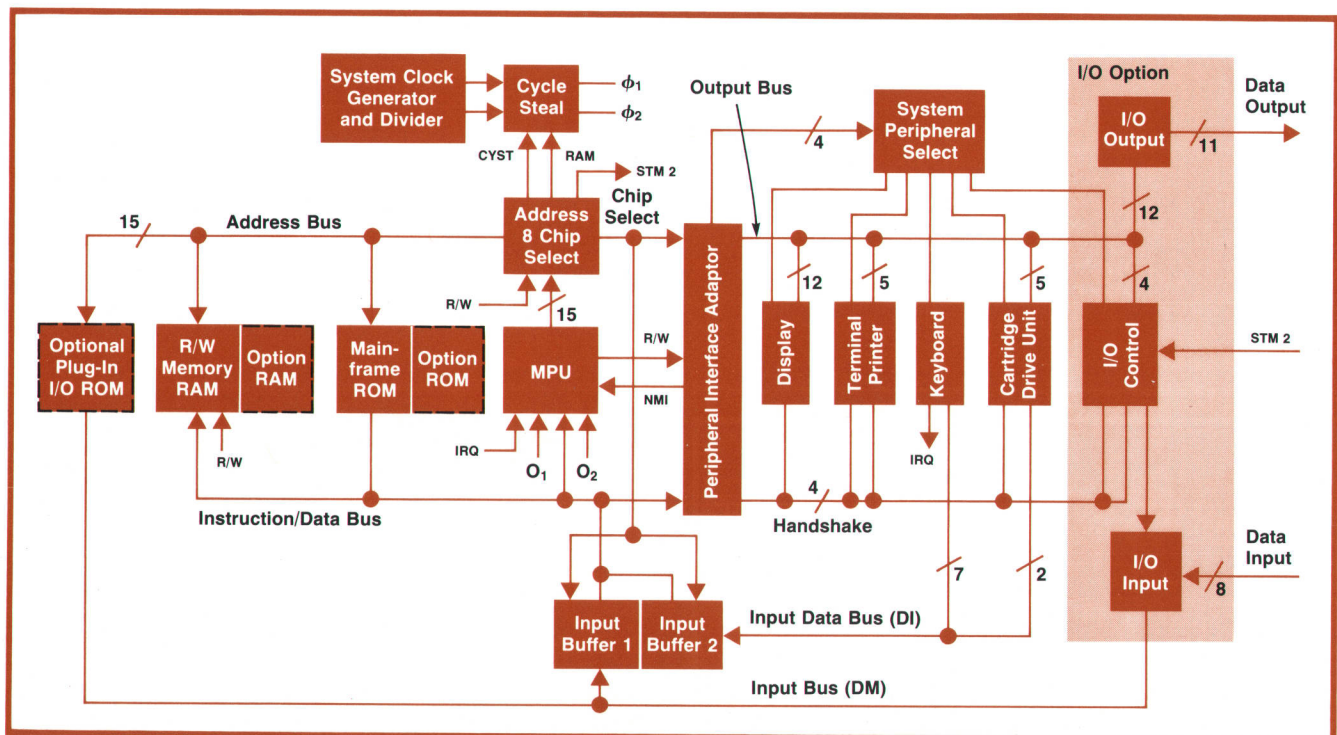 System Clock
Generator
and Divider
Cycle
Steal
ϕ1
ϕ2
CYST
RAM
STM 2
Output Bus
4
System
Peripheral
Select
I/O Option
I/O
Output
Data
Output
11
12
15
Address Bus
Address
8 Chip
Select
Chip
Select
R/W
15
12
5
5
4
Optional
Plug-In
I/O ROM
R/W
Memory
RAM
Option
RAM
Main-
frame
ROM
Option
ROM
MPU
R/W
NMI
Peripheral Interface Adaptor
Display
Terminal
Printer
Keyboard
Cartridge
Drive Unit
I/O
Control
STM 2
R/W
IRQ
O1
O2
IRQ
Instruction/Data Bus
4
Handshake
7
2
I/O
Input
Data
Input
8
Input
Buffer 1
Input
Buffer 2
Input Data Bus (DI)
Input Bus (DM)